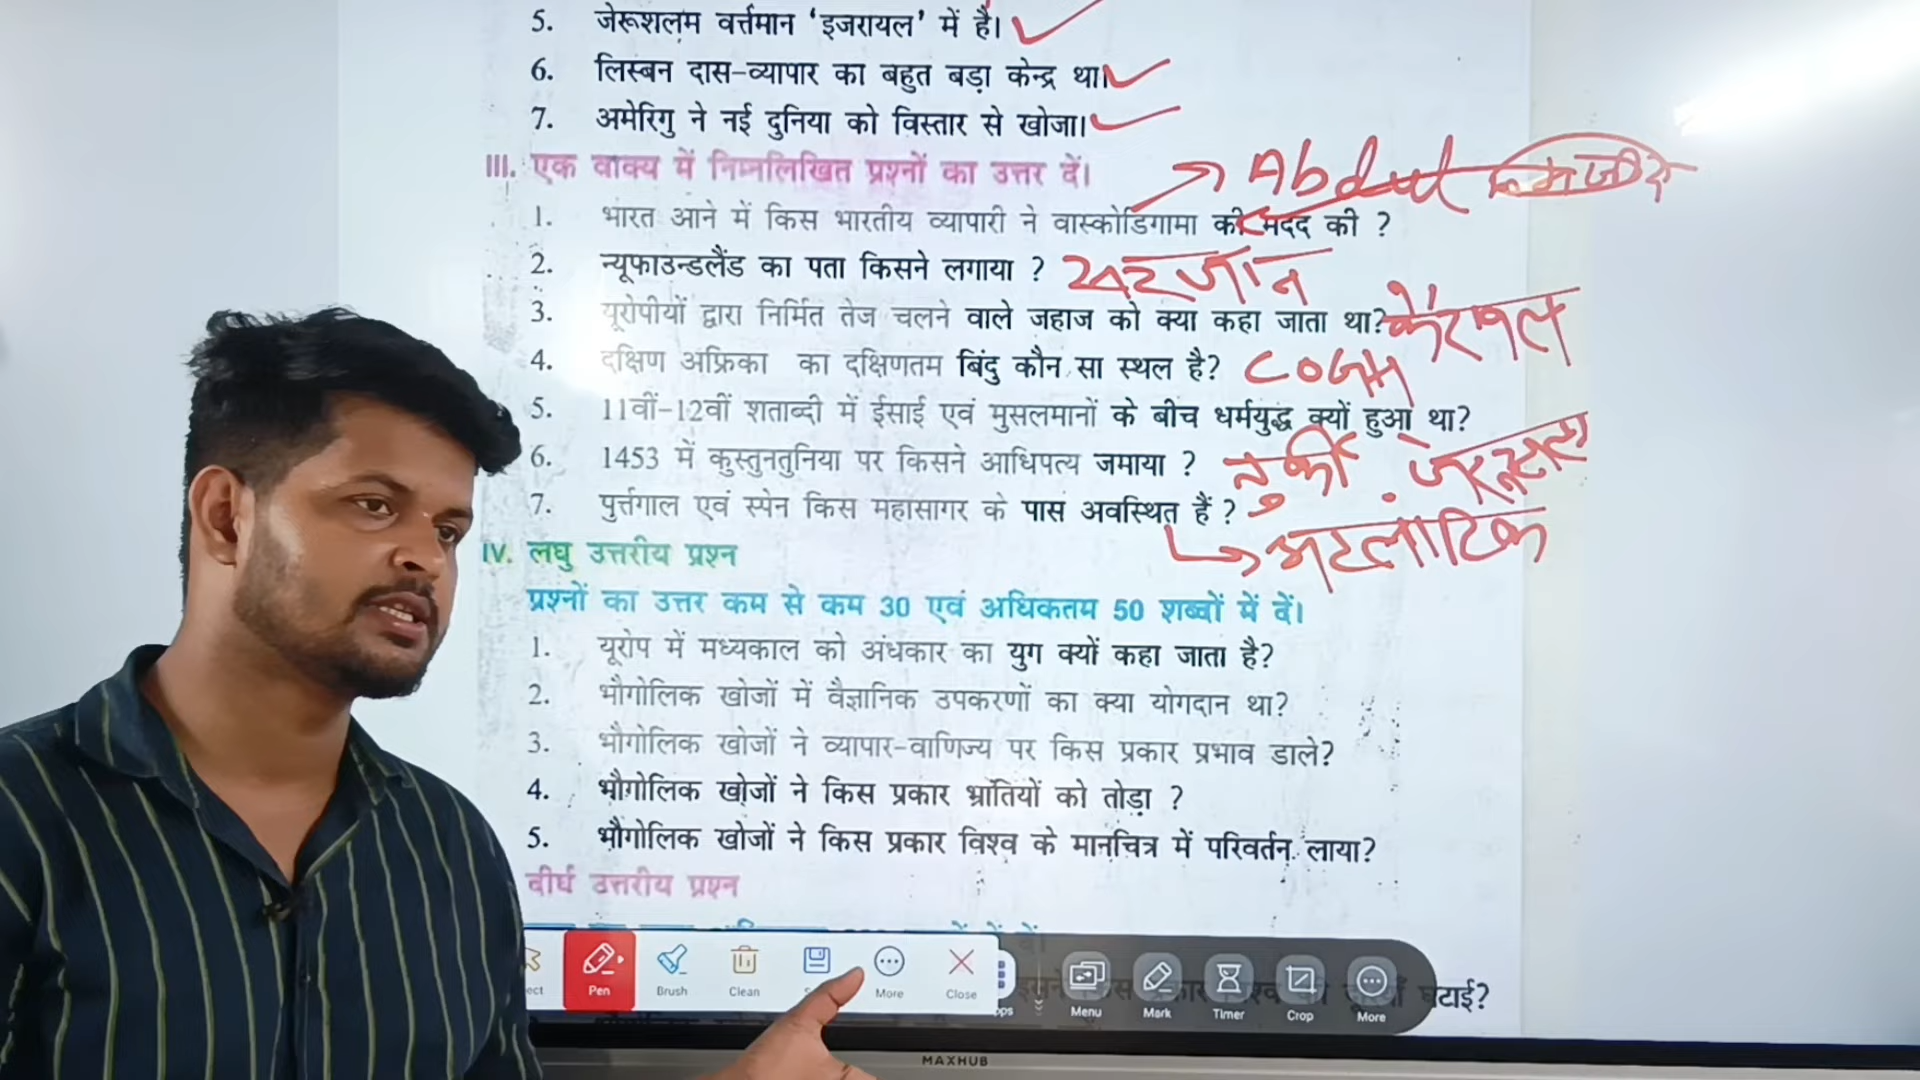 5. जेरूशलम वर्त्तमान ‘इजरायल’ में है।
6. लिस्बन दास-व्यापार का बहुत बड़ा केन्द्र था।
7. अमेरिगु ने नई दुनिया को विस्तार से खोजा।
III. एक वाक्य में निम्नलिखित प्रश्नों का उत्तर दें।
Abdul
1. भारत आने में किस भारतीय व्यापारी ने वास्कोडिगामा की मदद की ?
2. न्यूफाउन्डलैंड का पता किसने लगाया ? सरजॉन
3. यूरोपीयों द्वारा निर्मित तेज चलने वाले जहाज को क्या कहा जाता था? कैरावल
4. दक्षिण अफ्रिका का दक्षिणतम बिंदु कौन सा स्थल है? COGH
5. 11वीं-12वीं शताब्दी में ईसाई एवं मुसलमानों के बीच धर्मयुद्ध क्यों हुआ था?
6. 1453 में कुस्तुनतुनिया पर किसने आधिपत्य जमाया ? तुर्की
7. पुर्त्तगाल एवं स्पेन किस महासागर के पास अवस्थित हैं ?
अटलांटिक
IV. लघु उत्तरीय प्रश्न
प्रश्नों का उत्तर कम से कम 30 एवं अधिकतम 50 शब्दों में दें।
1. यूरोप में मध्यकाल को अंधकार का युग क्यों कहा जाता है?
2. भौगोलिक खोजों में वैज्ञानिक उपकरणों का क्या योगदान था?
3. भौगोलिक खोजों ने व्यापार-वाणिज्य पर किस प्रकार प्रभाव डाले?
4. भौगोलिक खोजों ने किस प्रकार भ्रांतियों को तोड़ा ?
5. भौगोलिक खोजों ने किस प्रकार विश्व के मानचित्र में परिवर्तन लाया?
दीर्घ उत्तरीय प्रश्न
घटाई?
ect Pen Brush Clean More Close ops Menu Mark Timer Crop More
MAXHUB